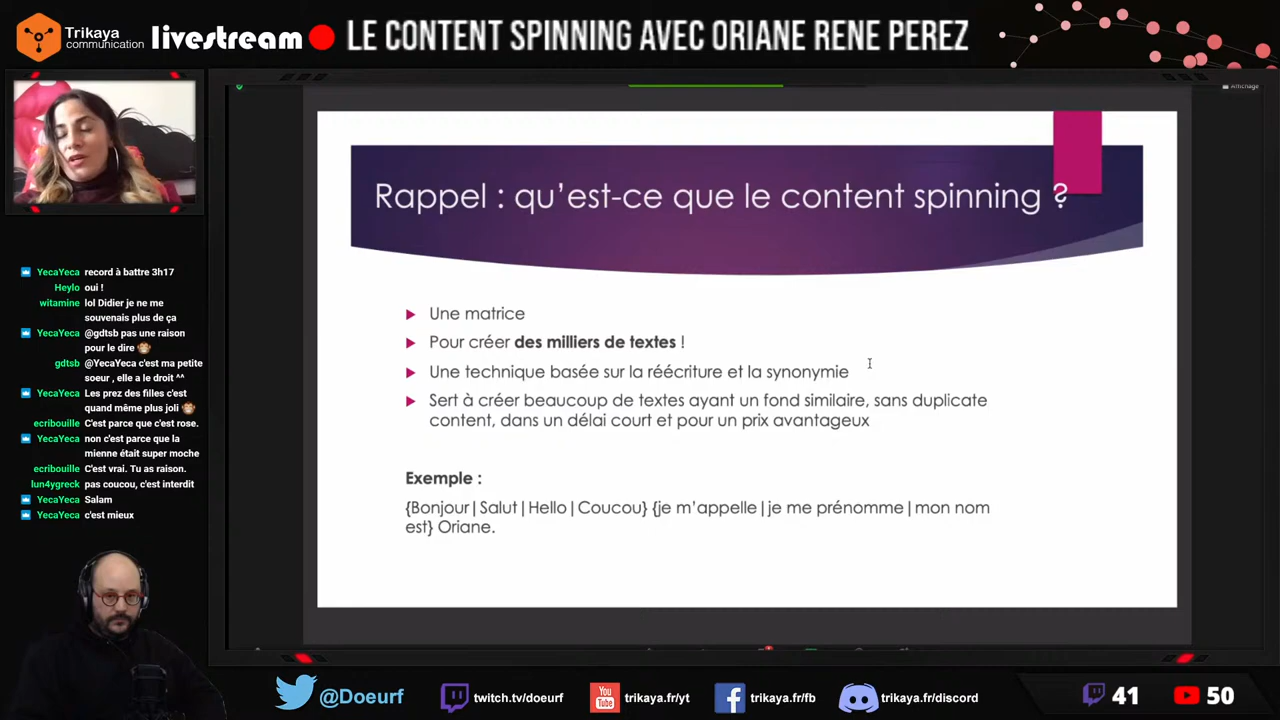 Trikaya
communication
livestream
LE CONTENT SPINNING AVEC ORIANE RENE PEREZ
Affichage
Rappel : qu’est-ce que le content spinning ?
Une matrice
Pour créer des milliers de textes !
Une technique basée sur la réécriture et la synonymie
Sert à créer beaucoup de textes ayant un fond similaire, sans duplicate
content, dans un délai court et pour un prix avantageux
Exemple :
{Bonjour|Salut|Hello|Coucou} {je m’appelle|je me prénomme|mon nom
est} Oriane.
YecaYeca record à battre 3h17
Heylo oui !
witamine lol Didier je ne me
souvenais plus de ça
YecaYeca @gdtsb pas une raison
pour le dire
gdtsb @YecaYeca c'est ma petite
soeur , elle a le droit ^^
YecaYeca Les prez des filles c'est
quand même plus joli
ecribouille C'est parce que c'est rose.
YecaYeca non c'est parce que la
mienne était super moche
ecribouille C'est vrai. Tu as raison.
lun4ygreck pas coucou, c'est interdit
YecaYeca Salam
YecaYeca c'est mieux
@Doeurf
twitch.tv/doeurf
You
Tube
trikaya.fr/yt
trikaya.fr/fb
trikaya.fr/discord
41
50